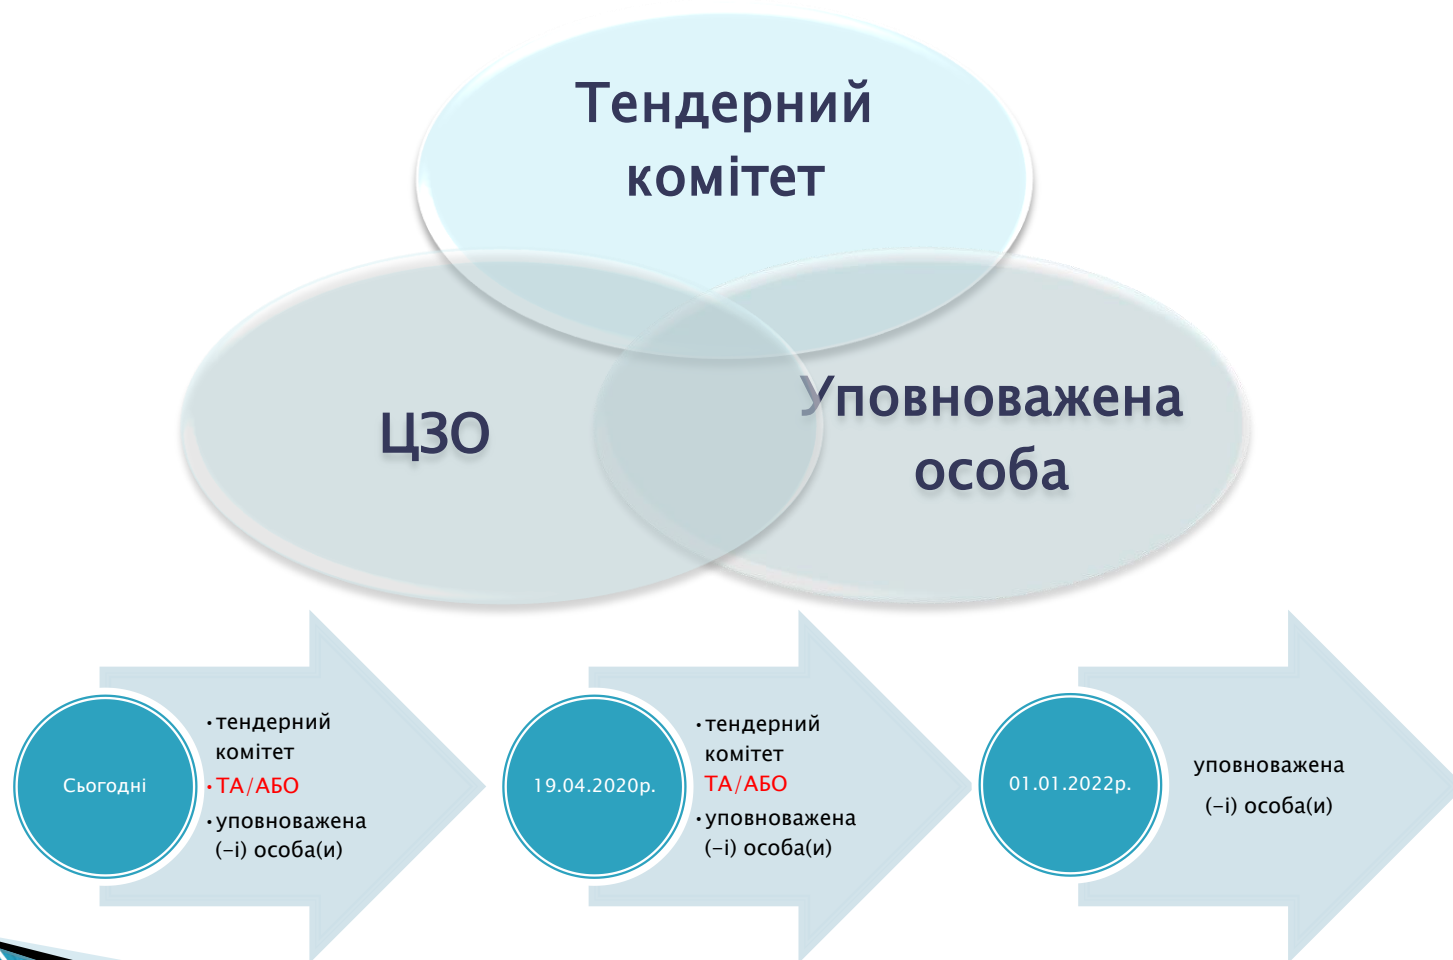 Тендерний
комітет
ЦЗО
Уповноважена
особа
Сьогодні
•тендерний
комітет
•ТА/АБО
•уповноважена
(-і) особа(и)
19.04.2020р.
•тендерний
комітет
ТА/АБО
•уповноважена
(-і) особа(и)
01.01.2022р.
уповноважена
(-і) особа(и)